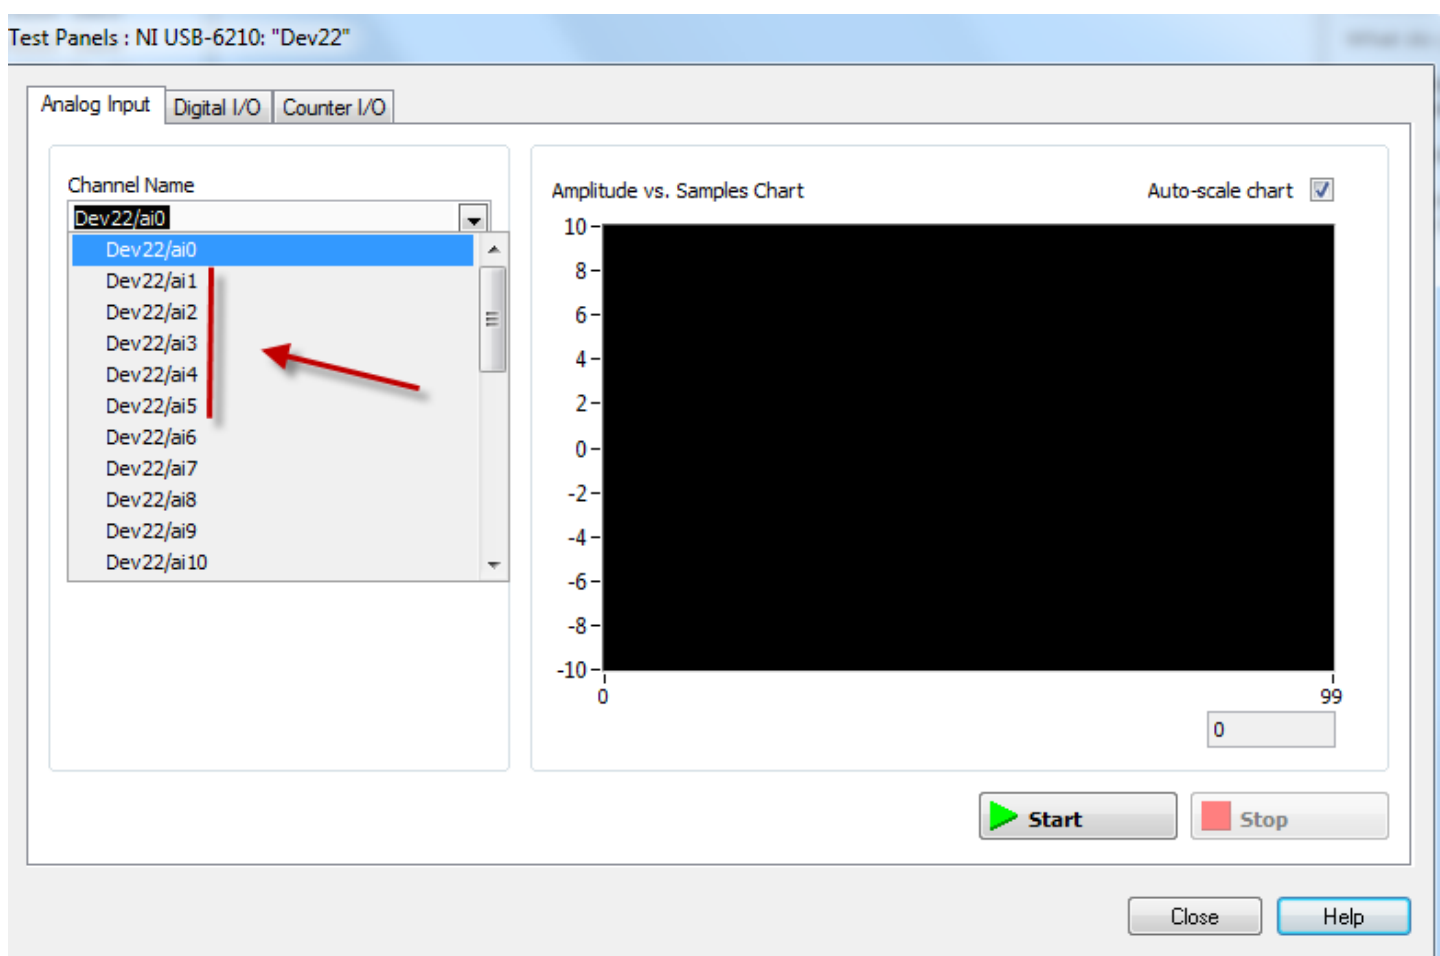 Test Panels : NI USB-6210: "Dev22"
Analog Input Digital I/O Counter I/O
Channel Name
Dev22/ai0
Dev22/ai0
Dev22/ai1
Dev22/ai2
Dev22/ai3
Dev22/ai4
Dev22/ai5
Dev22/ai6
Dev22/ai7
Dev22/ai8
Dev22/ai9
Dev22/ai10
Amplitude vs. Samples Chart Auto-scale chart
10
8
6
4
2
0
-2
-4
-6
-8
-10
0 99
0
Start Stop
Close Help